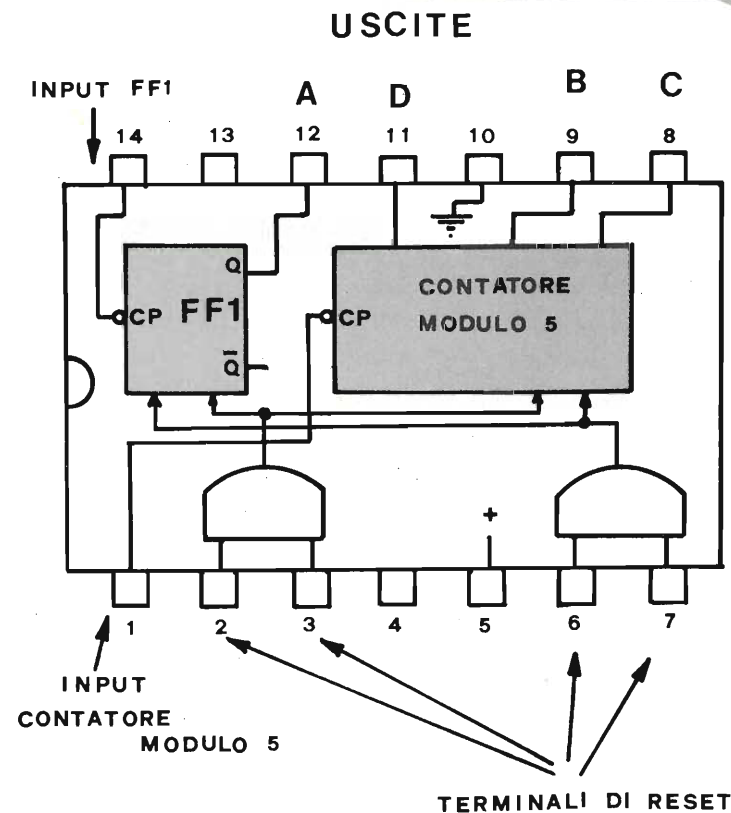 USCITE
INPUT FF1
A D B C
14 13 12 11 10 9 8
Q
CP FF1
Q̅
CP
CONTATORE
MODULO 5
+
1 2 3 4 5 6 7
INPUT
CONTATORE
MODULO 5
TERMINALI DI RESET